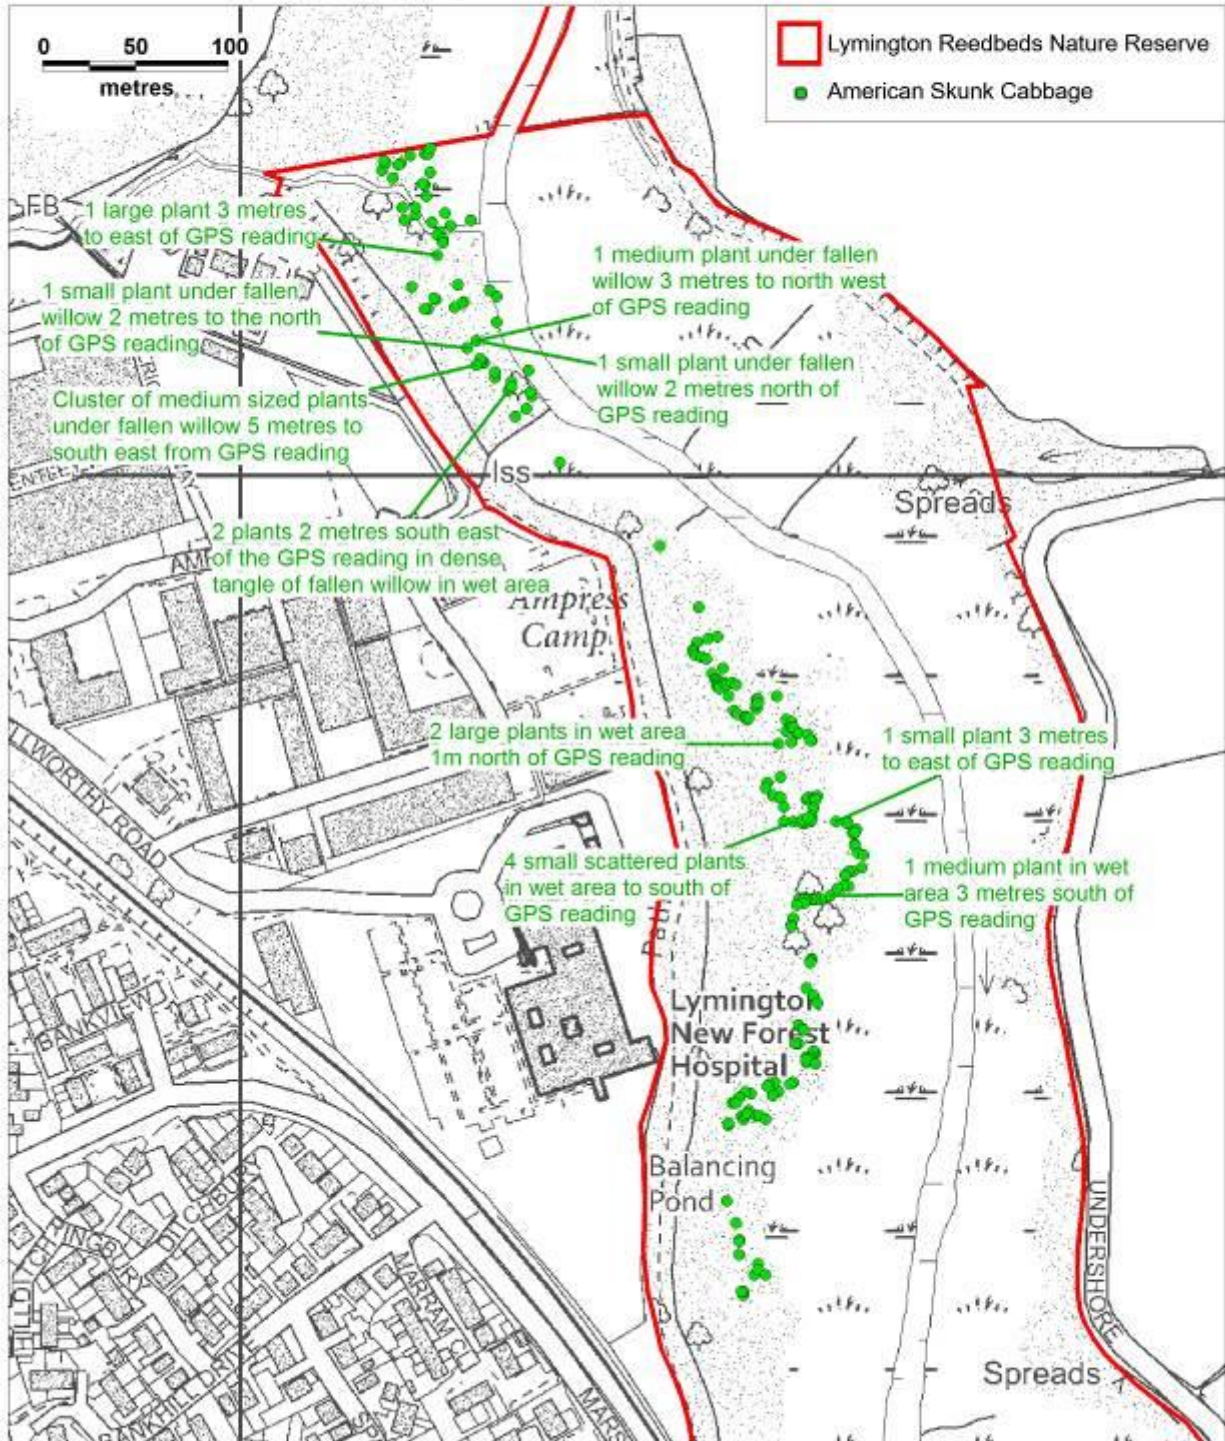 0 50 100
metres
Lymington Reedbeds Nature Reserve
American Skunk Cabbage
FB
1 large plant 3 metres
to east of GPS reading
1 medium plant under fallen
willow 3 metres to north west
of GPS reading
1 small plant under fallen
willow 2 metres to the north
of GPS reading
1 small plant under fallen
willow 2 metres north of
GPS reading
Cluster of medium sized plants
under fallen willow 5 metres to
south east from GPS reading
Iss
Spreads
2 plants 2 metres south east
of the GPS reading in dense
tangle of fallen willow in wet area
Ampress
Camp
2 large plants in wet area
1m north of GPS reading
1 small plant 3 metres
to east of GPS reading
LLWORTHY ROAD
4 small scattered plants
in wet area to south of
GPS reading
1 medium plant in wet
area 3 metres south of
GPS reading
BANKVIEW
Lymington
New Forest
Hospital
Balancing
Pond
UNDERSHORE
Spreads
MARRAM CL
MARS